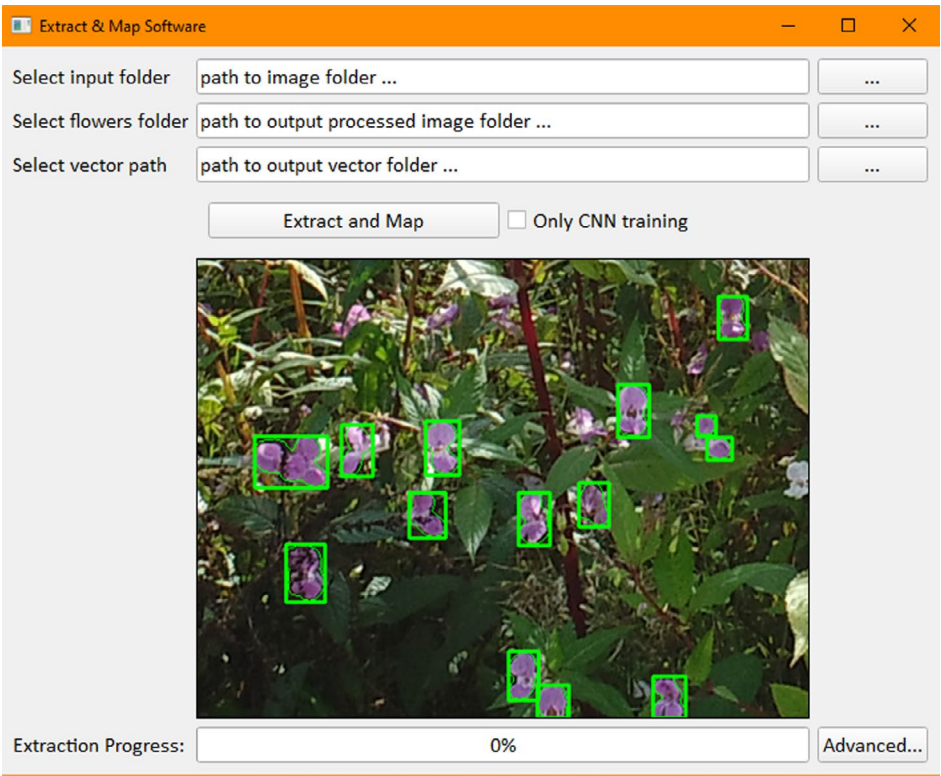 Extract & Map Software
Select input folder path to image folder ... ...
Select flowers folder path to output processed image folder ... ...
Select vector path path to output vector folder ... ...
Extract and Map Only CNN training
Extraction Progress: 0% Advanced...